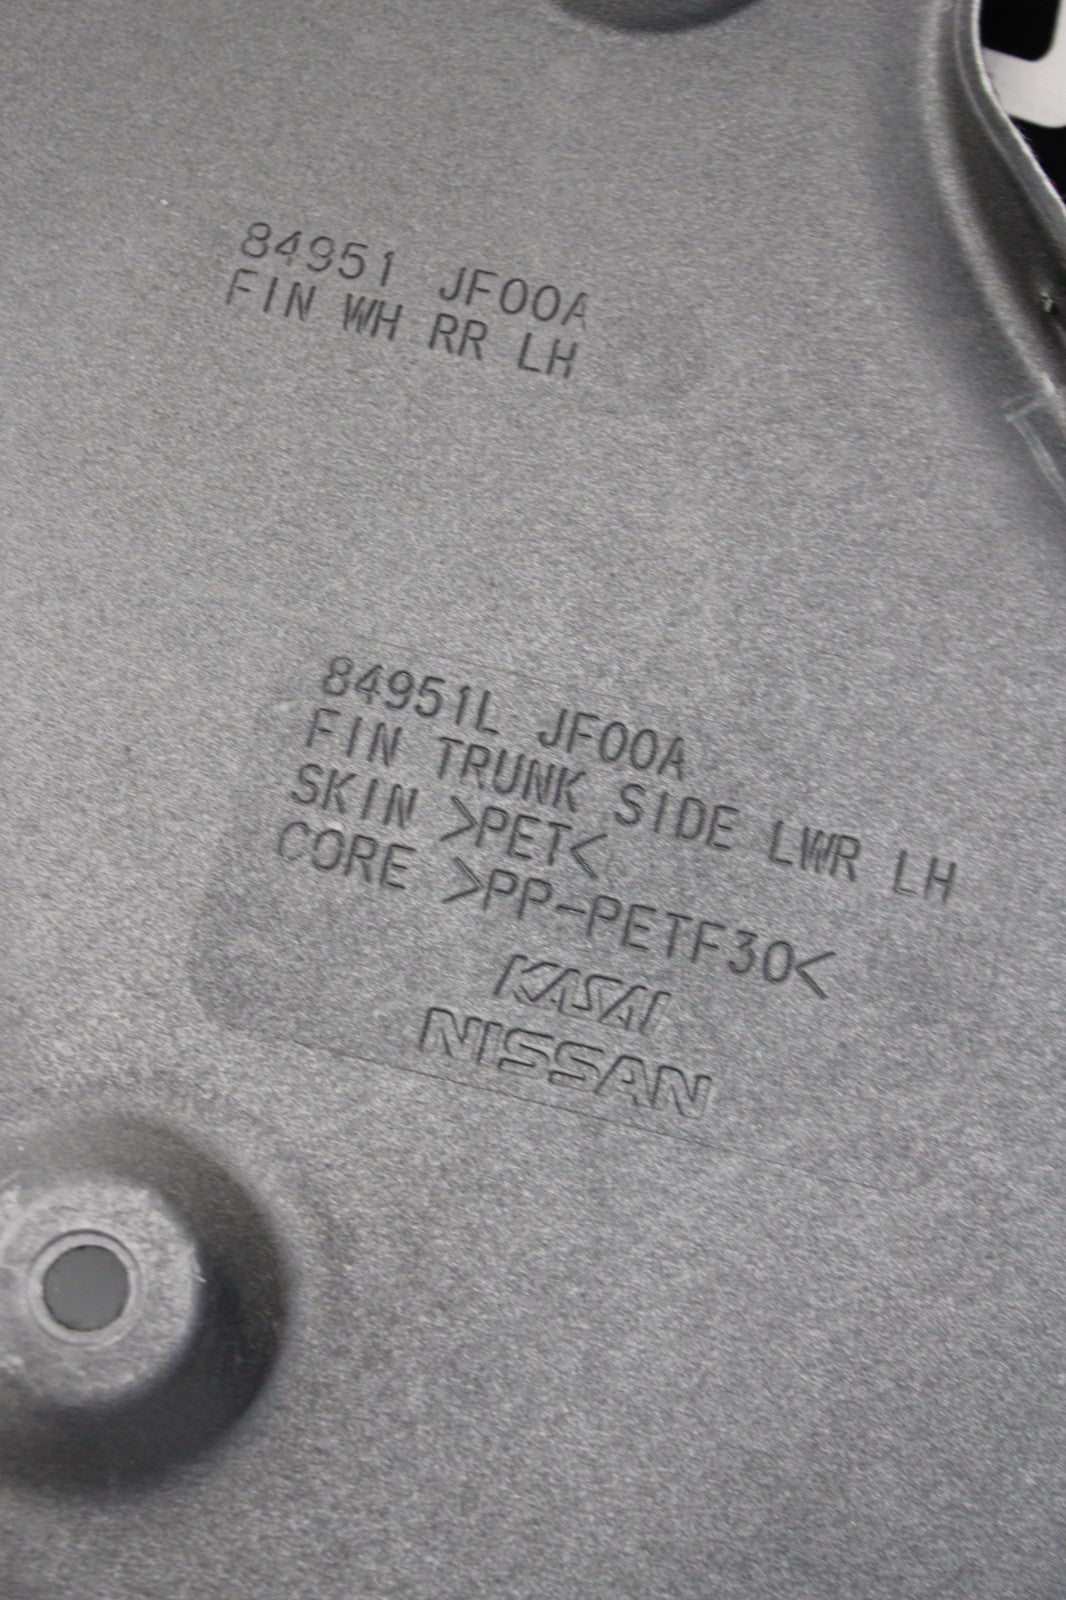 84951 JF00A
FIN WH RR LH
84951L JF00A
FIN TRUNK SIDE LWR LH
SKIN >PET<
CORE >PP-PETF30<
KASAI
NISSAN